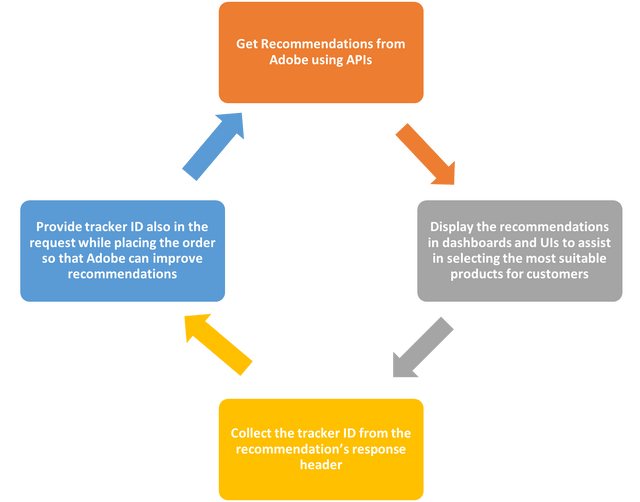 Get Recommendations from
Adobe using APIs
Display the recommendations
in dashboards and UIs to assist
in selecting the most suitable
products for customers
Collect the tracker ID from the
recommendation's response
header
Provide tracker ID also in the
request while placing the order
so that Adobe can improve
recommendations